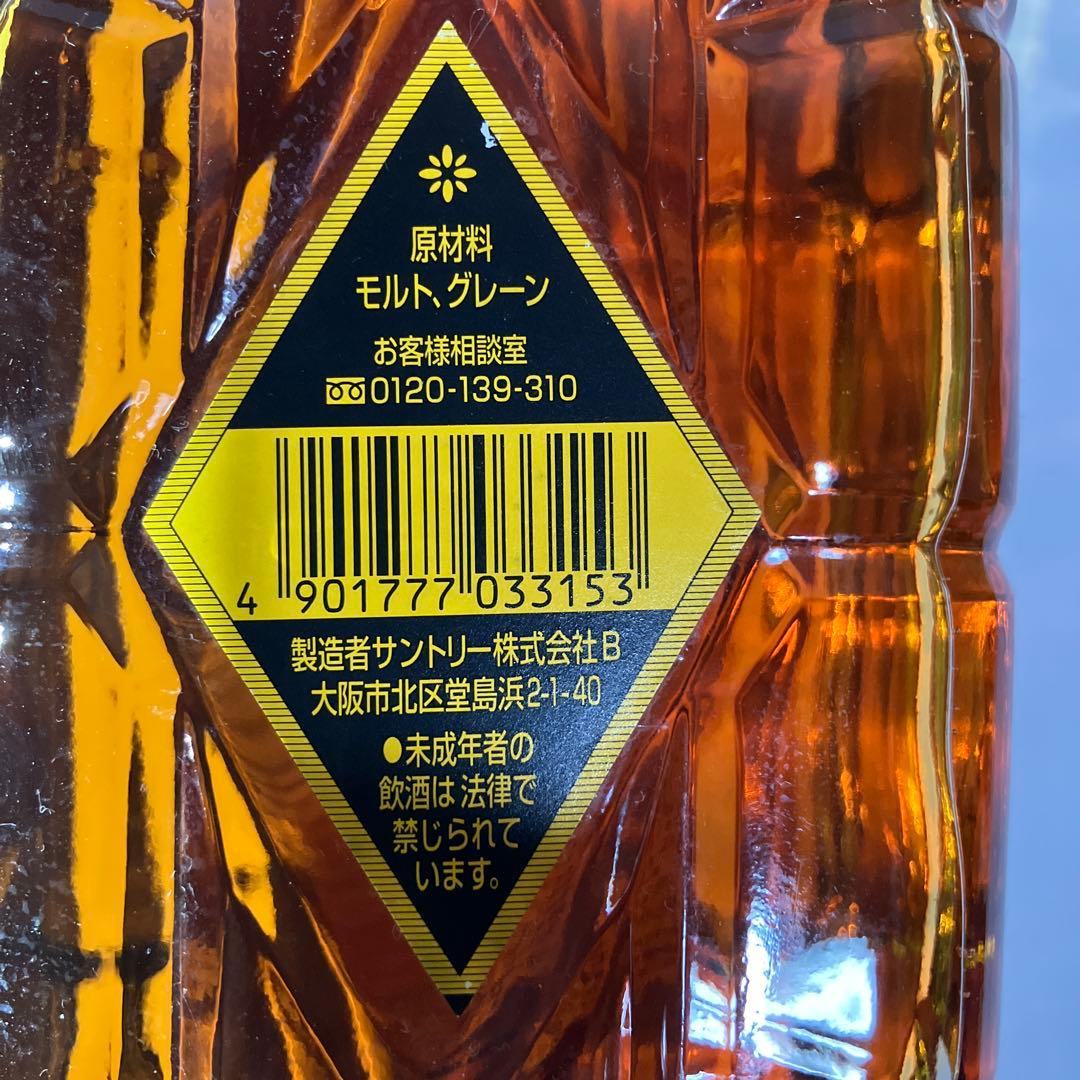 原材料
モルト、グレーン
お客様相談室
0120-139-310
4 901777 033153
製造者サントリー株式会社B
大阪市北区堂島浜2-1-40
●未成年者の
飲酒は法律で
禁じられて
います。